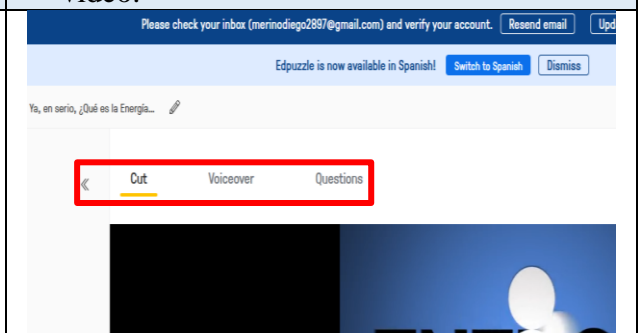 video.
Please check your inbox (merinodiego2897@gmail.com) and verify your account. Resend email
Edpuzzle is now available in Spanish! Switch to Spanish Dismiss
Ya, en serio, ¿Qué es la Energía...
Cut Voiceover Questions